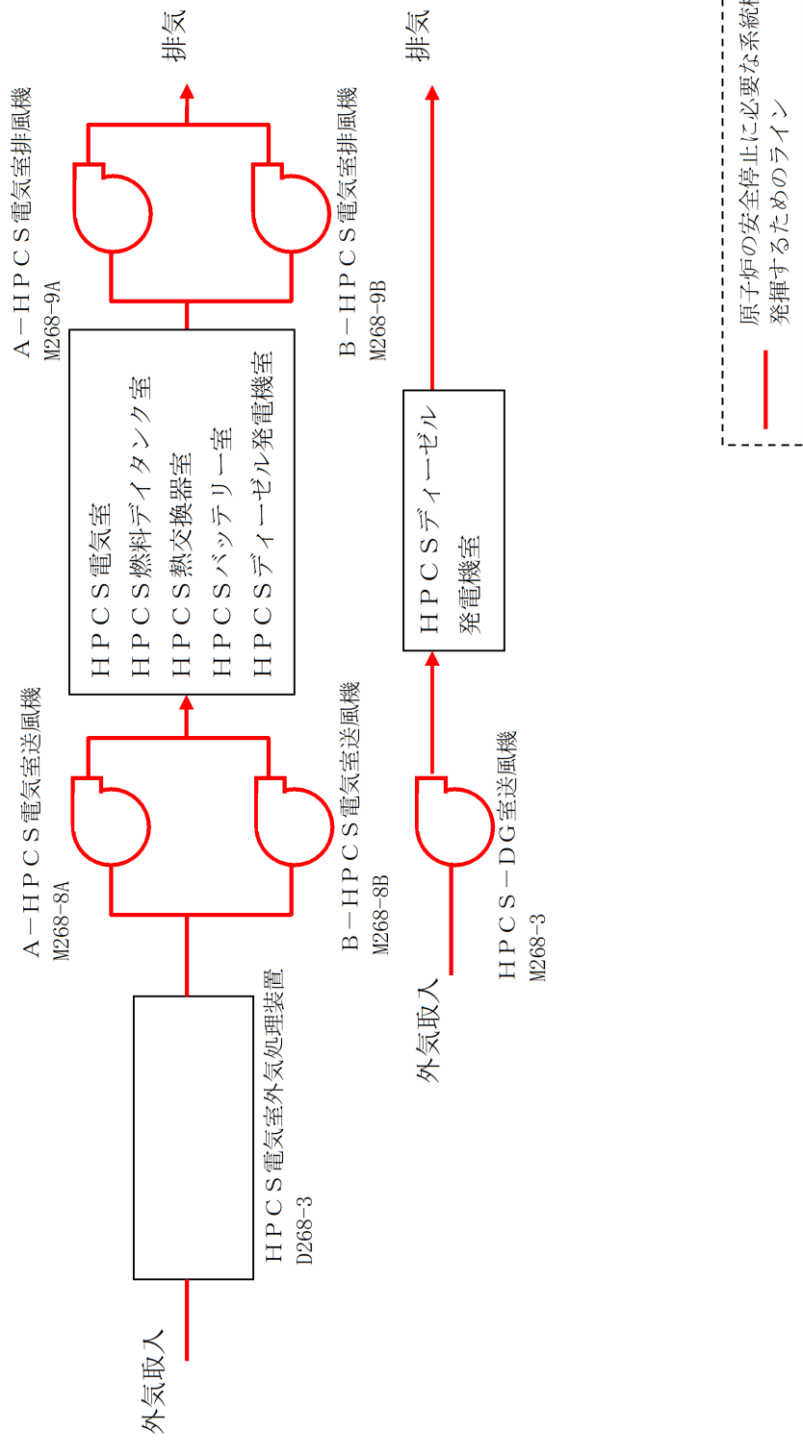 外気取入
HPCS電気室外気処理装置
D268-3
A-HPCS電気室送風機
M268-8A
B-HPCS電気室送風機
M268-8B
HPCS電気室
HPCS燃料デイタンク室
HPCS熱交換器室
HPCSバッテリー室
HPCSディーゼル発電機室
A-HPCS電気室排風機
M268-9A
B-HPCS電気室排風機
M268-9B
排気
外気取入
HPCS-DG室送風機
M268-3
HPCSディーゼル
発電機室
排気
原子炉の安全停止に必要な系統
発揮するためのライン